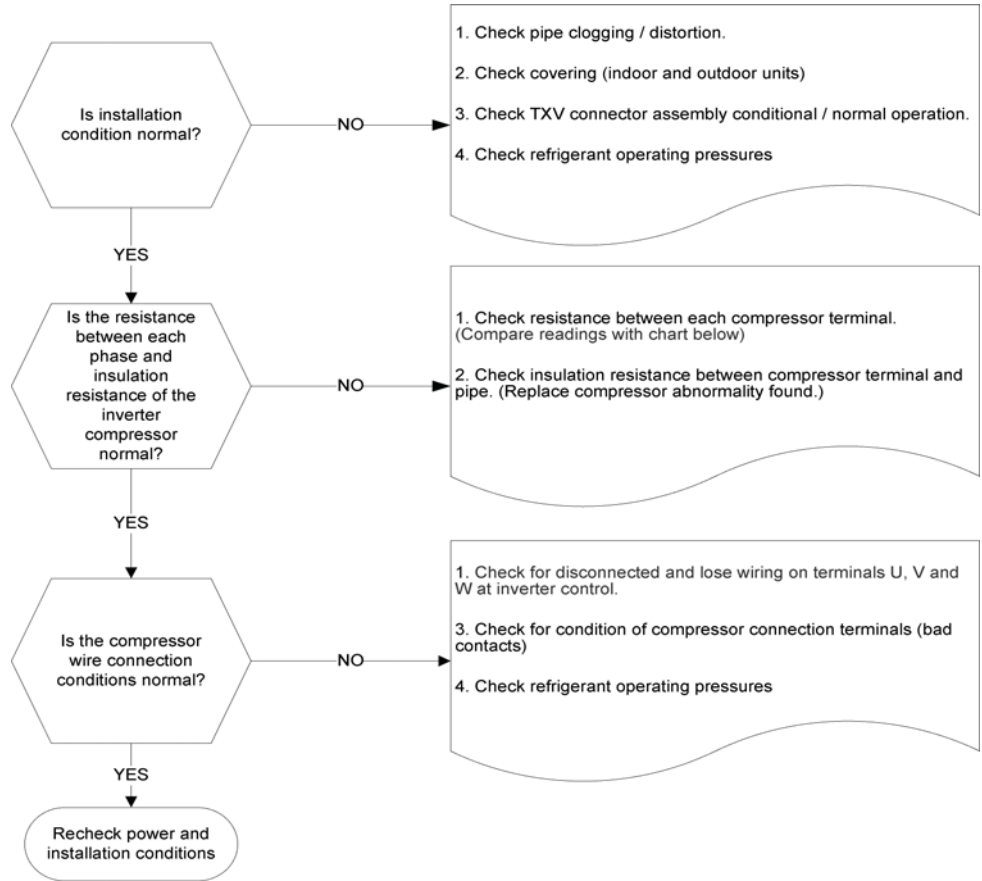 Is installation
condition normal?
NO
1. Check pipe clogging / distortion.
2. Check covering (indoor and outdoor units)
3. Check TXV connector assembly conditional / normal operation.
4. Check refrigerant operating pressures
YES
Is the resistance
between each
phase and
insulation
resistance of the
inverter
compressor
normal?
NO
1. Check resistance between each compressor terminal.
(Compare readings with chart below)
2. Check insulation resistance between compressor terminal and
pipe. (Replace compressor abnormality found.)
YES
Is the compressor
wire connection
conditions normal?
NO
1. Check for disconnected and lose wiring on terminals U, V and
W at inverter control.
3. Check for condition of compressor connection terminals (bad
contacts)
4. Check refrigerant operating pressures
YES
Recheck power and
installation conditions